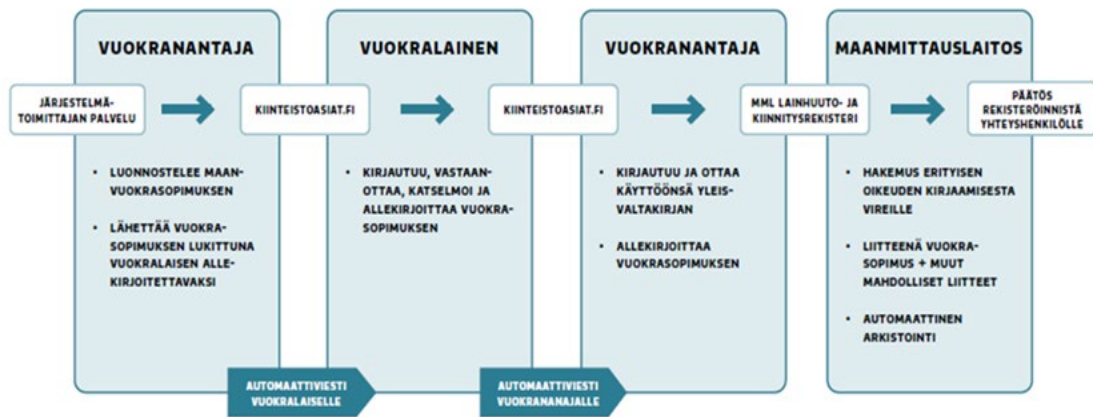 VUOKRANANTAJA
VUOKRALAINEN
VUOKRANANTAJA
MAANMITTAUSLAITOS
JÄRJESTELMÄ-
TOIMITTAJAN PALVELU
KIINTEISTOASIAT.FI
KIINTEISTOASIAT.FI
MML LAINHUUTO- JA
KIINNITYSREKISTERI
PÄÄTÖS
REKISTERÖINNISTÄ
YHTEYSHENKILÖLLE
• LUONNOSTELEE MAAN-
VUOKRASOPIMUKSEN
• LÄHETTÄÄ VUOKRA-
SOPIMUKSEN LUKITTUNA
VUOKRALAISEN ALLE-
KIRJOITETTAVAKSI
• KIRJAUTUU, VASTAAN-
OTTAA, KATSELMOI JA
ALLEKIRJOITTAA VUOKRA-
SOPIMUKSEN
• KIRJAUTUU JA OTTAA
KÄYTTÖÖNSÄ YLEIS-
VALTAKIRJAN
• ALLEKIRJOITTAA
VUOKRASOPIMUKSEN
• HAKEMUS ERITYISEN
OIKEUDEN KIRJAAMISESTA
VIREILLE
• LIITTEENÄ VUOKRA-
SOPIMUS + MUUT
MAHDOLLISET LIITTEET
• AUTOMAATTINEN
ARKISTOINTI
AUTOMAATTIVIESTI
VUOKRALAISELLE
AUTOMAATTIVIESTI
VUOKRANANAJALLE